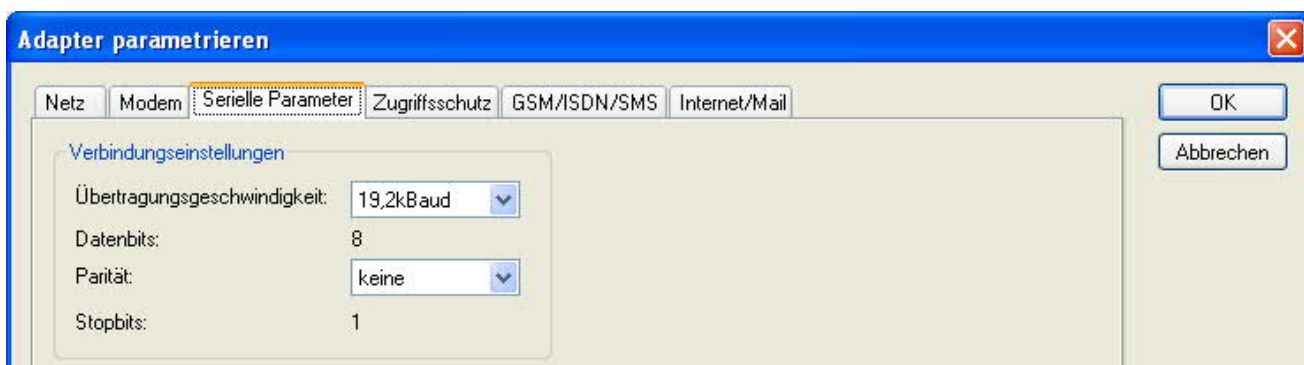 Adapter parametrieren
Netz Modem Serielle Parameter Zugriffsschutz GSM/ISDN/SMS Internet/Mail
OK
Abbrechen
Verbindungseinstellungen
Übertragungsgeschwindigkeit: 19,2kBaud
Datenbits: 8
Parität: keine
Stopbits: 1